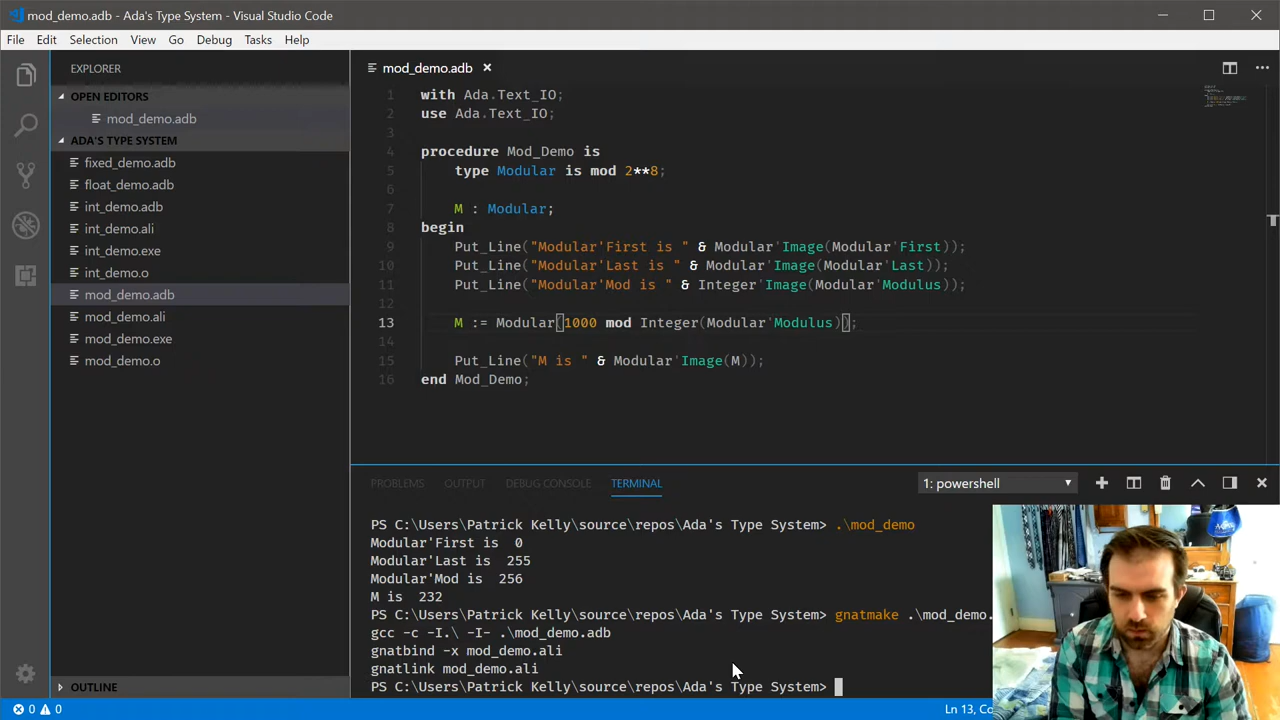 mod_demo.adb - Ada's Type System - Visual Studio Code
File Edit Selection View Go Debug Tasks Help
EXPLORER
OPEN EDITORS
mod_demo.adb
ADA'S TYPE SYSTEM
fixed_demo.adb
float_demo.adb
int_demo.adb
int_demo.ali
int_demo.exe
int_demo.o
mod_demo.adb
mod_demo.ali
mod_demo.exe
mod_demo.o
OUTLINE
mod_demo.adb
1 with Ada.Text_IO;
2 use Ada.Text_IO;
3
4 procedure Mod_Demo is
5 type Modular is mod 2**8;
6
7 M : Modular;
8 begin
9 Put_Line("Modular'First is " & Modular'Image(Modular'First));
10 Put_Line("Modular'Last is " & Modular'Image(Modular'Last));
11 Put_Line("Modular'Mod is " & Integer'Image(Modular'Modulus));
12
13 M := Modular(1000 mod Integer(Modular'Modulus));
14
15 Put_Line("M is " & Modular'Image(M));
16 end Mod_Demo;
PROBLEMS OUTPUT DEBUG CONSOLE TERMINAL 1: powershell
PS C:\Users\Patrick Kelly\source\repos\Ada's Type System> .\mod_demo
Modular'First is  0
Modular'Last is  255
Modular'Mod is  256
M is  232
PS C:\Users\Patrick Kelly\source\repos\Ada's Type System> gnatmake .\mod_demo.
gcc -c -I.\ -I- .\mod_demo.adb
gnatbind -x mod_demo.ali
gnatlink mod_demo.ali
PS C:\Users\Patrick Kelly\source\repos\Ada's Type System>
0 0 Ln 13, Co